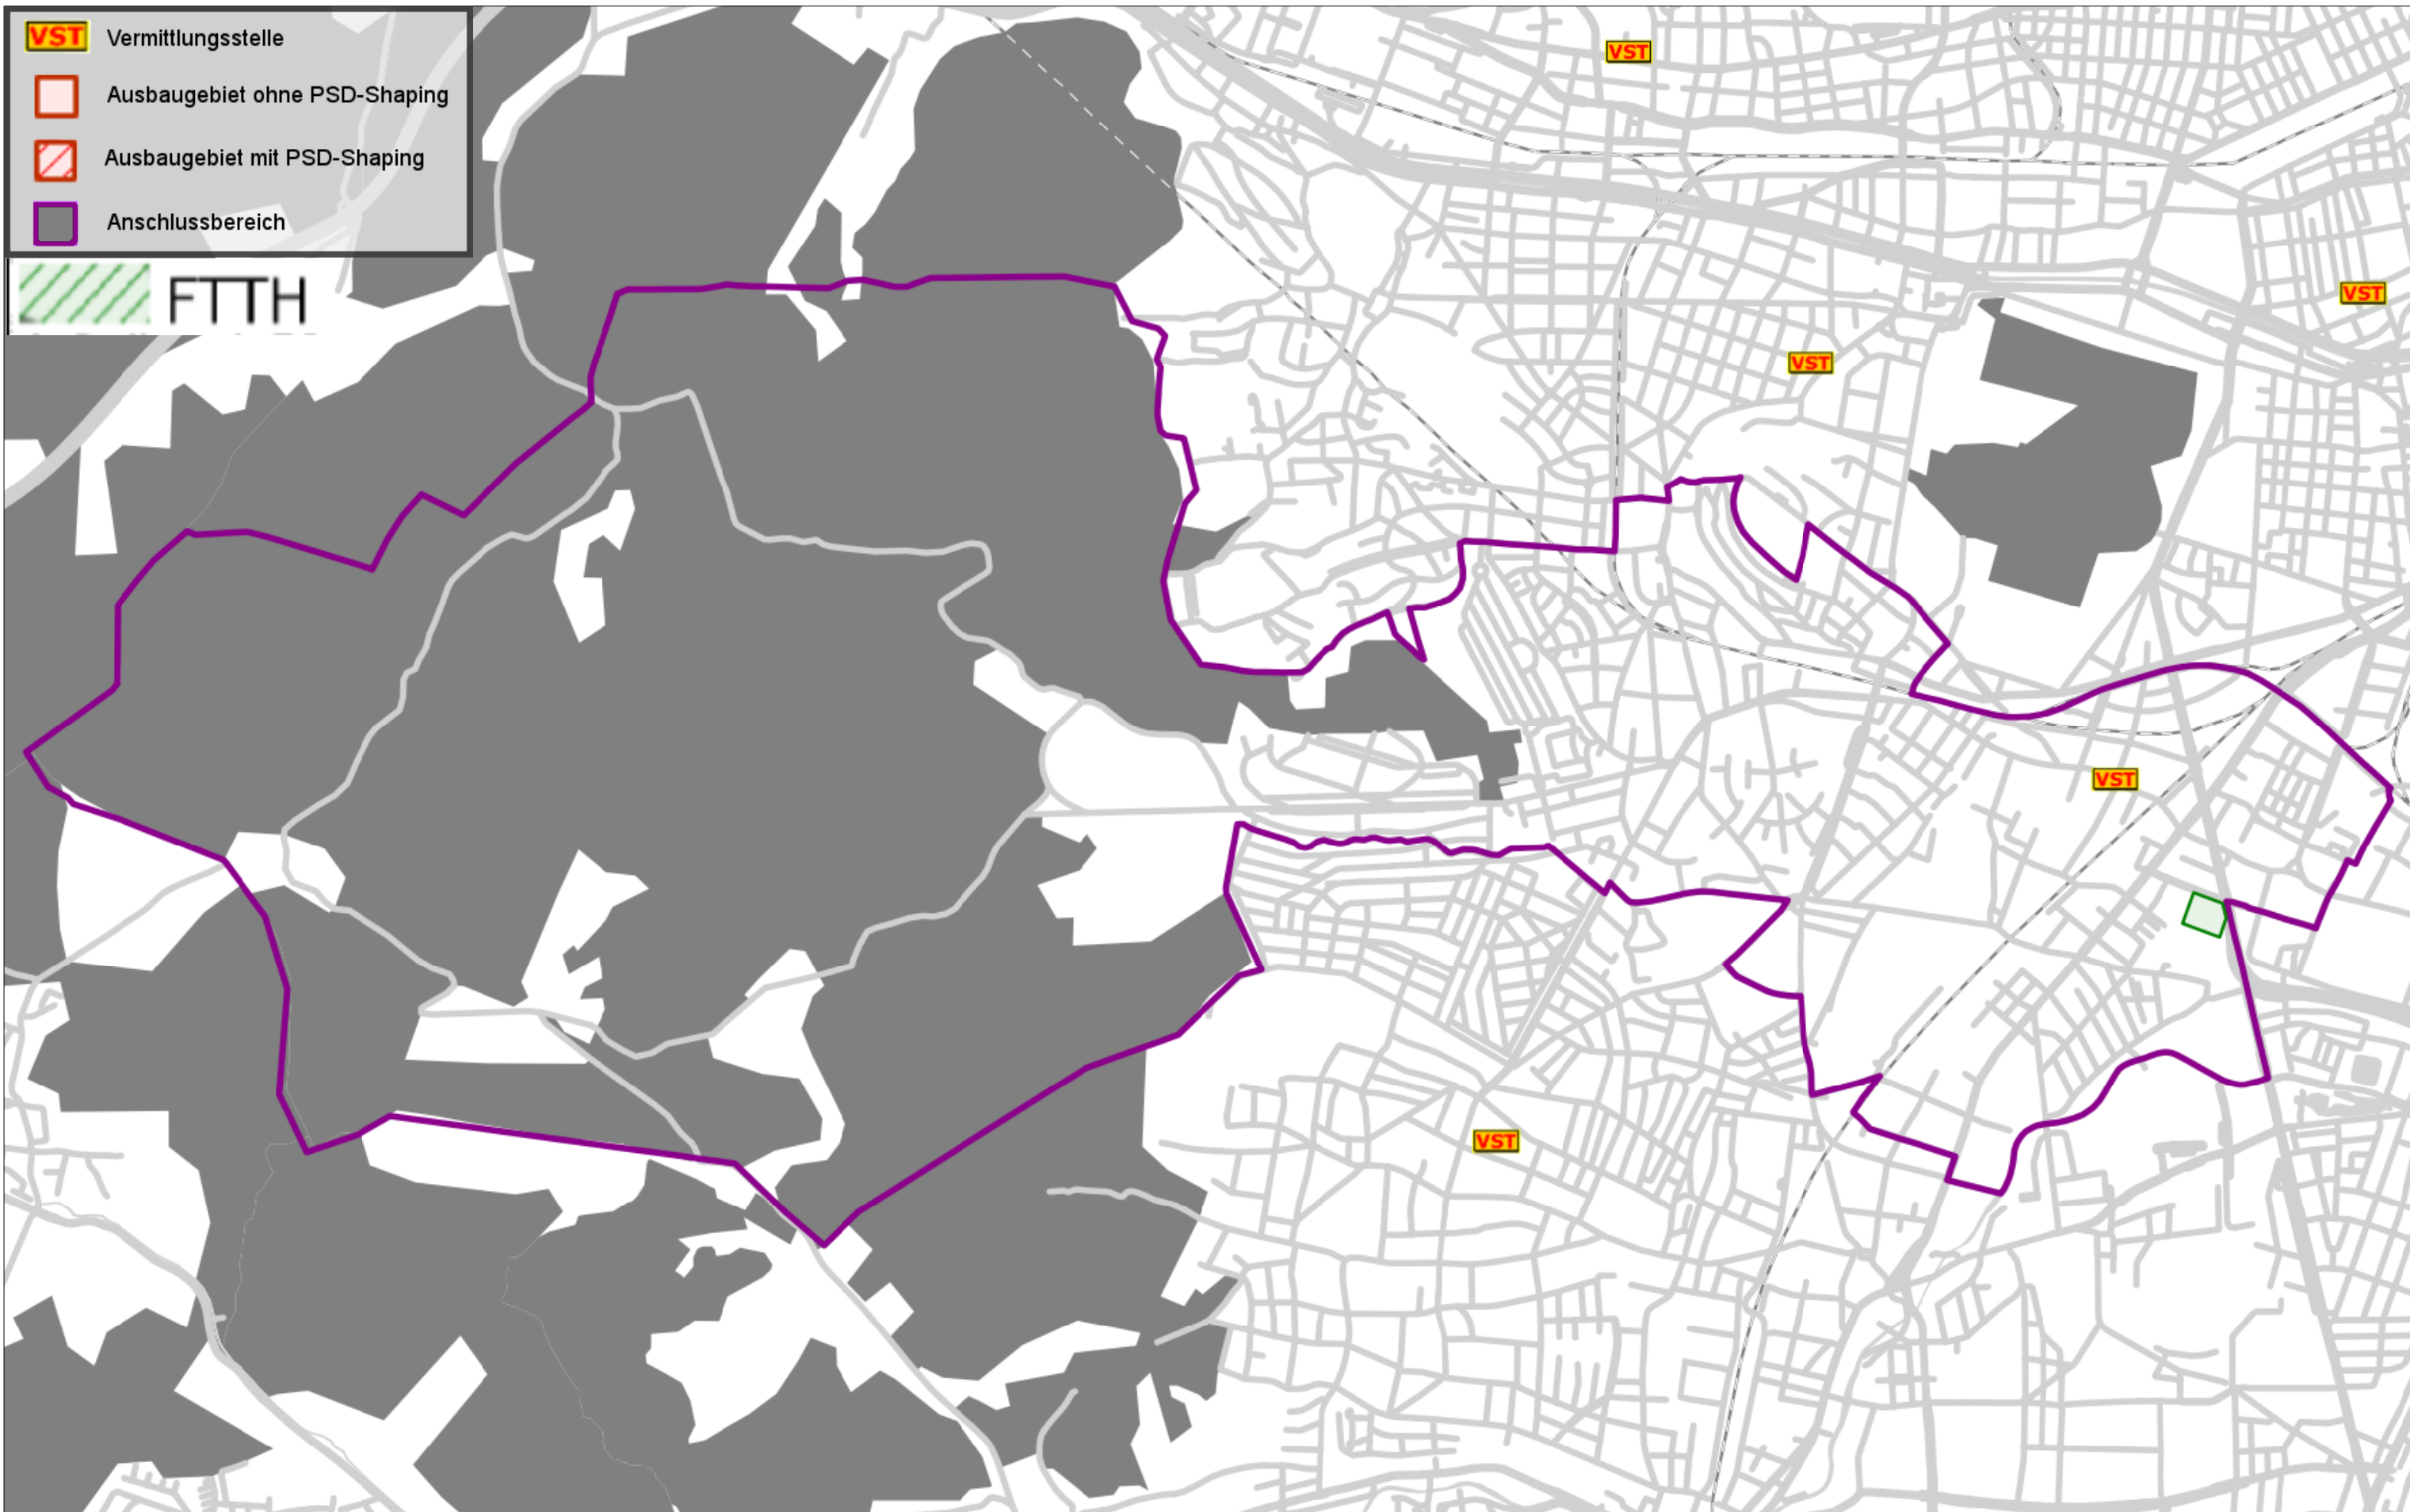 VST Vermittlungsstelle
Ausbaugebiet ohne PSD-Shaping
Ausbaugebiet mit PSD-Shaping
Anschlussbereich
FTTH
VST
VST
VST
VST
VST